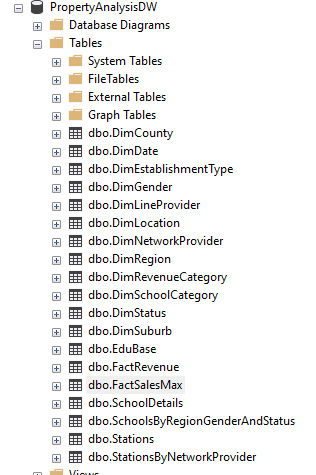 PropertyAnalysisDW
Database Diagrams
Tables
System Tables
FileTables
External Tables
Graph Tables
dbo.DimCounty
dbo.DimDate
dbo.DimEstablishmentType
dbo.DimGender
dbo.DimLineProvider
dbo.DimLocation
dbo.DimNetworkProvider
dbo.DimRegion
dbo.DimRevenueCategory
dbo.DimSchoolCategory
dbo.DimStatus
dbo.DimSuburb
dbo.EduBase
dbo.FactRevenue
dbo.FactSalesMax
dbo.SchoolDetails
dbo.SchoolsByRegionGenderAndStatus
dbo.Stations
dbo.StationsByNetworkProvider
Views